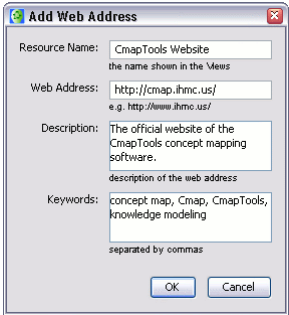 Add Web Address
Resource Name: CmapTools Website
the name shown in the Views
Web Address: http://cmap.ihmc.us/
e.g. http://www.ihmc.us/
Description: The official website of the
CmapTools concept mapping
software.
description of the web address
Keywords: concept map, Cmap, CmapTools,
knowledge modeling
separated by commas
OK Cancel